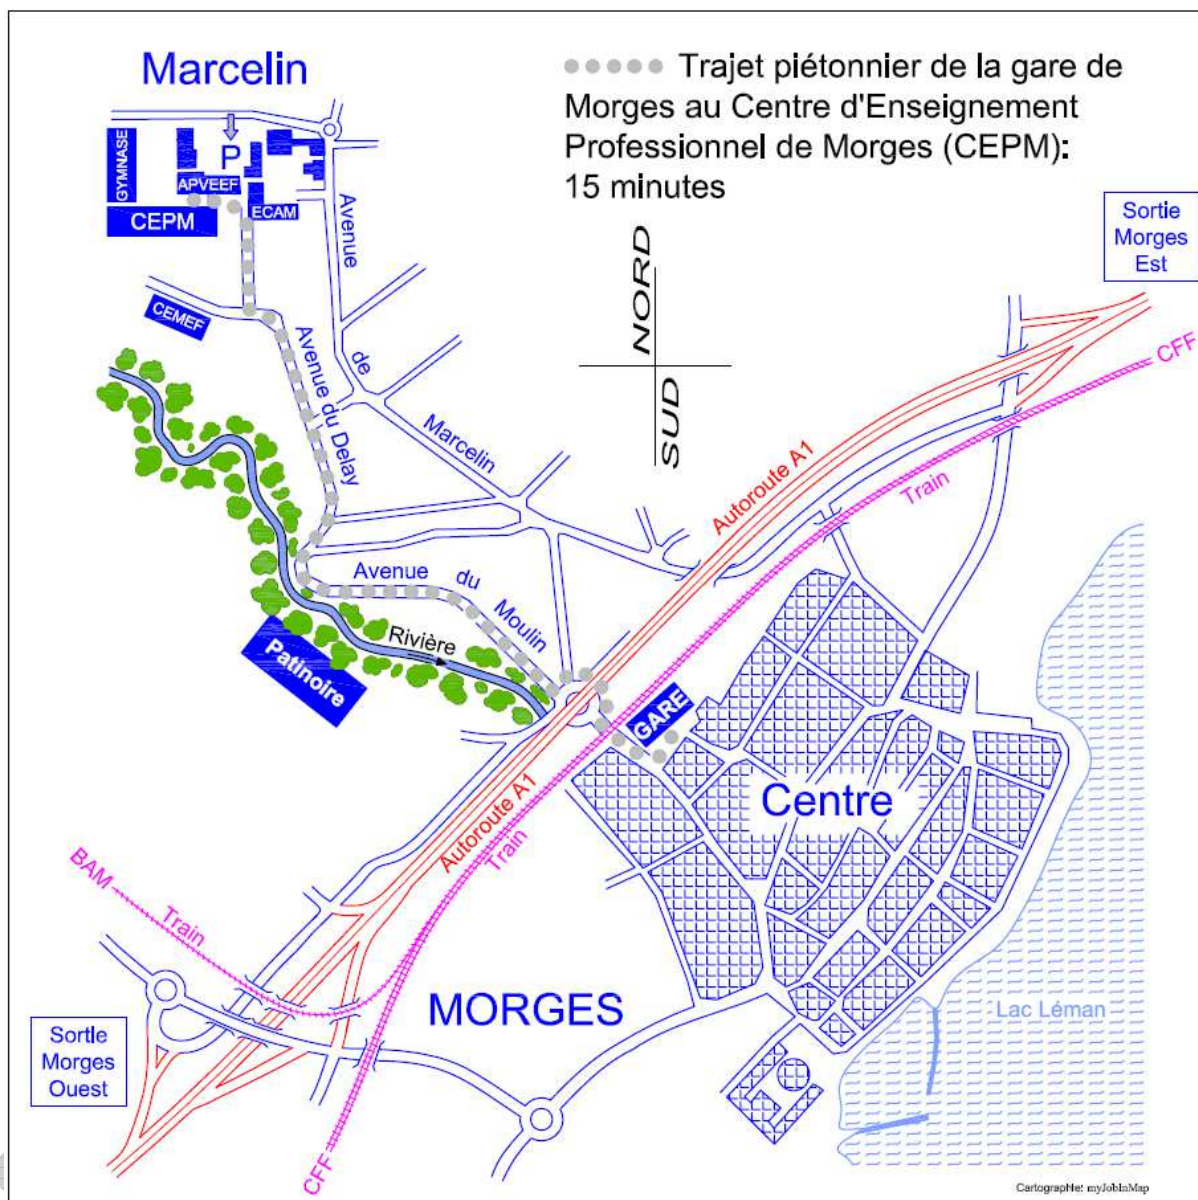 Marcelin
Trajet piétonnier de la gare de
Morges au Centre d'Enseignement
Professionnel de Morges (CEPM):
15 minutes
GYMNASE
P
APVEEF
CEPM
ECAM
Avenue
de
Marcelin
NORD
SUD
Sortie
Morges
Est
CEMEF
Avenue du Delay
CFF
Train
Autoroute A1
Avenue du Moulin
Rivière
Patinoire
GARE
Centre
Autoroute A1
Train
BAM
Train
MORGES
Lac Léman
Sortie
Morges
Ouest
CFF
Cartographie: myJobInMap